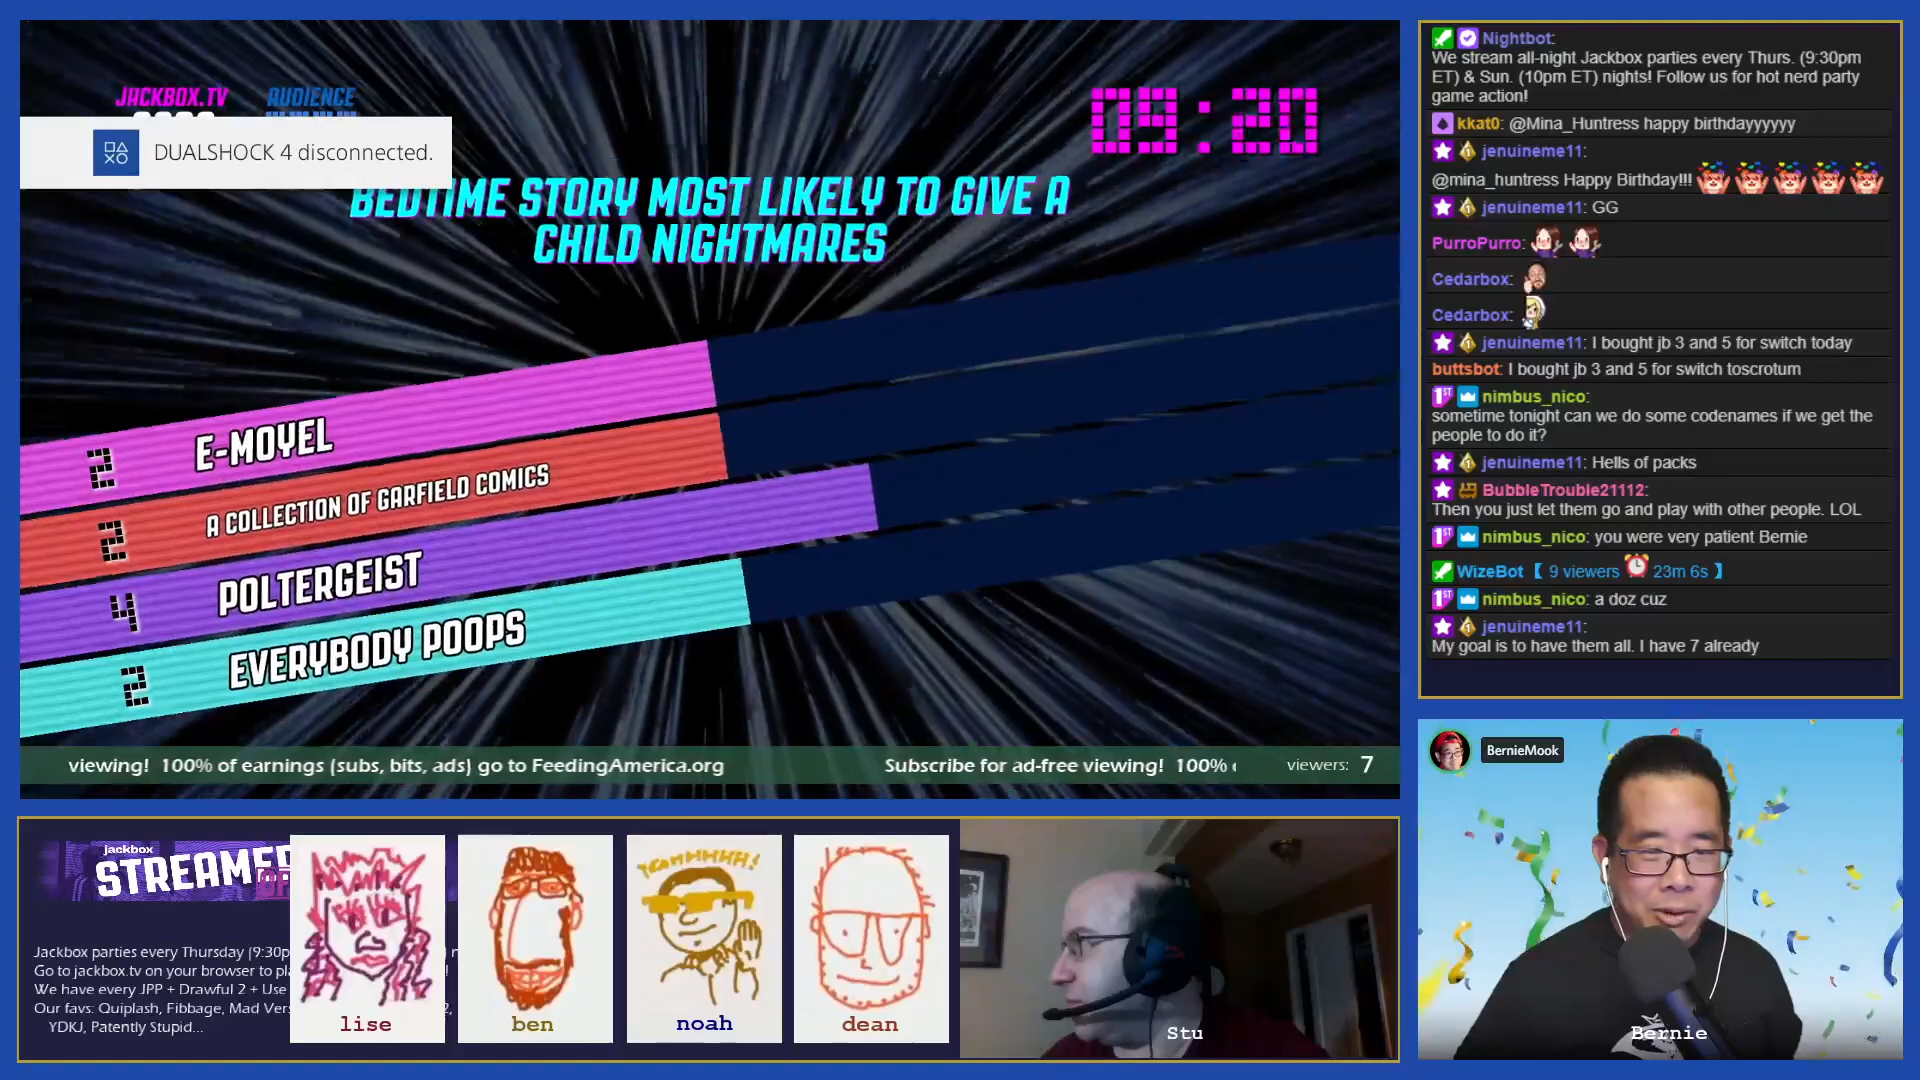 JACKBOX.TV
AUDIENCE
09:20
DUALSHOCK 4 disconnected.
BEDTIME STORY MOST LIKELY TO GIVE A
CHILD NIGHTMARES
2 E-MOYEL
2 A COLLECTION OF GARFIELD COMICS
4 POLTERGEIST
2 EVERYBODY POOPS
viewing! 100% of earnings (subs, bits, ads) go to FeedingAmerica.org
Subscribe for ad-free viewing! 100%
viewers: 7
Nightbot:
We stream all-night Jackbox parties every Thurs. (9:30pm
ET) & Sun. (10pm ET) nights! Follow us for hot nerd party
game action!
kkat0: @Mina_Huntress happy birthdayyyyyy
jenuineme11:
@mina_huntress Happy Birthday!!!
jenuineme11: GG
PurroPurro:
Cedarbox:
Cedarbox:
jenuineme11: I bought jb 3 and 5 for switch today
buttsbot: I bought jb 3 and 5 for switch toscrotum
1ST nimbus_nico:
sometime tonight can we do some codenames if we get the
people to do it?
jenuineme11: Hells of packs
BubbleTrouble21112:
Then you just let them go and play with other people. LOL
1ST nimbus_nico: you were very patient Bernie
WizeBot 【 9 viewers 23m 6s 】
1ST nimbus_nico: a doz cuz
jenuineme11:
My goal is to have them all. I have 7 already
BernieMook
Bernie
jackbox
STREAMED
Jackbox parties every Thursday (9:30p
Go to jackbox.tv on your browser to pla
We have every JPP + Drawful 2 + Use
Our favs: Quiplash, Fibbage, Mad Vers
YDKJ, Patently Stupid...
lise
ben
YEAHHHHH!
noah
dean
Stu